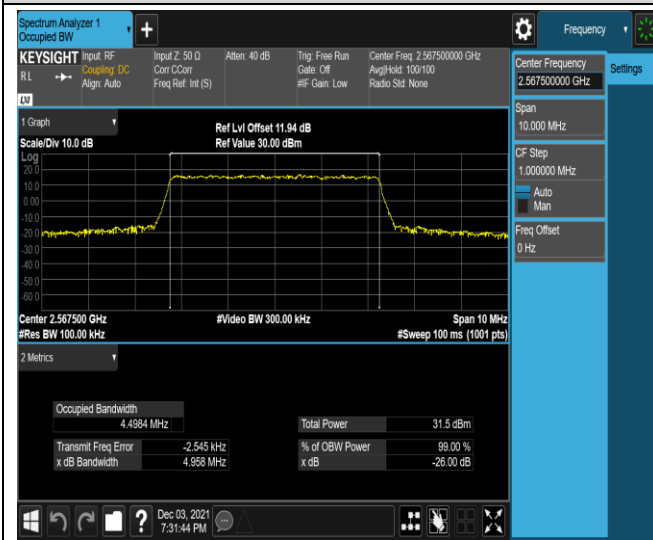 Spectrum Analyzer 1
Occupied BW
+
Frequency
KEYSIGHT
RL
LXI
Input: RF
Coupling: DC
Align: Auto
Input Z: 50 Ω
Corr CCorr
Freq Ref: Int (S)
Atten: 40 dB
Trig: Free Run
Gate: Off
#IF Gain: Low
Center Freq: 2.567500000 GHz
Avg|Hold: 100/100
Radio Std: None
Center Frequency
2.567500000 GHz
Settings
Span
10.000 MHz
CF Step
1.000000 MHz
Auto
Man
Freq Offset
0 Hz
1 Graph
Scale/Div 10.0 dB
Ref Lvl Offset 11.94 dB
Ref Value 30.00 dBm
Log
20.0
10.0
0.00
-10.0
-20.0
-30.0
-40.0
-50.0
-60.0
Center 2.567500 GHz
#Video BW 300.00 kHz
Span 10 MHz
#Res BW 100.00 kHz
#Sweep 100 ms (1001 pts)
2 Metrics
Occupied Bandwidth
4.4984 MHz
Total Power 31.5 dBm
Transmit Freq Error -2.545 kHz
% of OBW Power 99.00 %
x dB Bandwidth 4.958 MHz
x dB -26.00 dB
?
Dec 03, 2021
7:31:44 PM